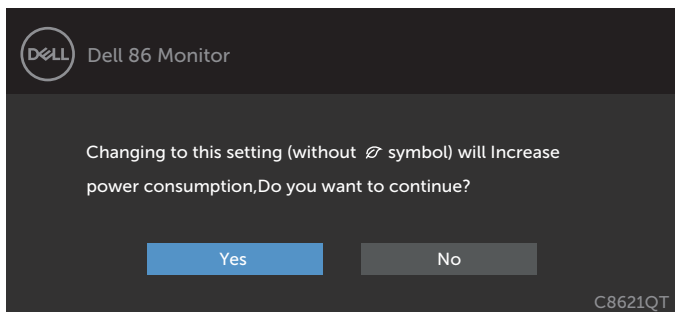 DELL
Dell 86 Monitor
Changing to this setting (without symbol) will Increase
power consumption,Do you want to continue?
Yes
No
C8621QT